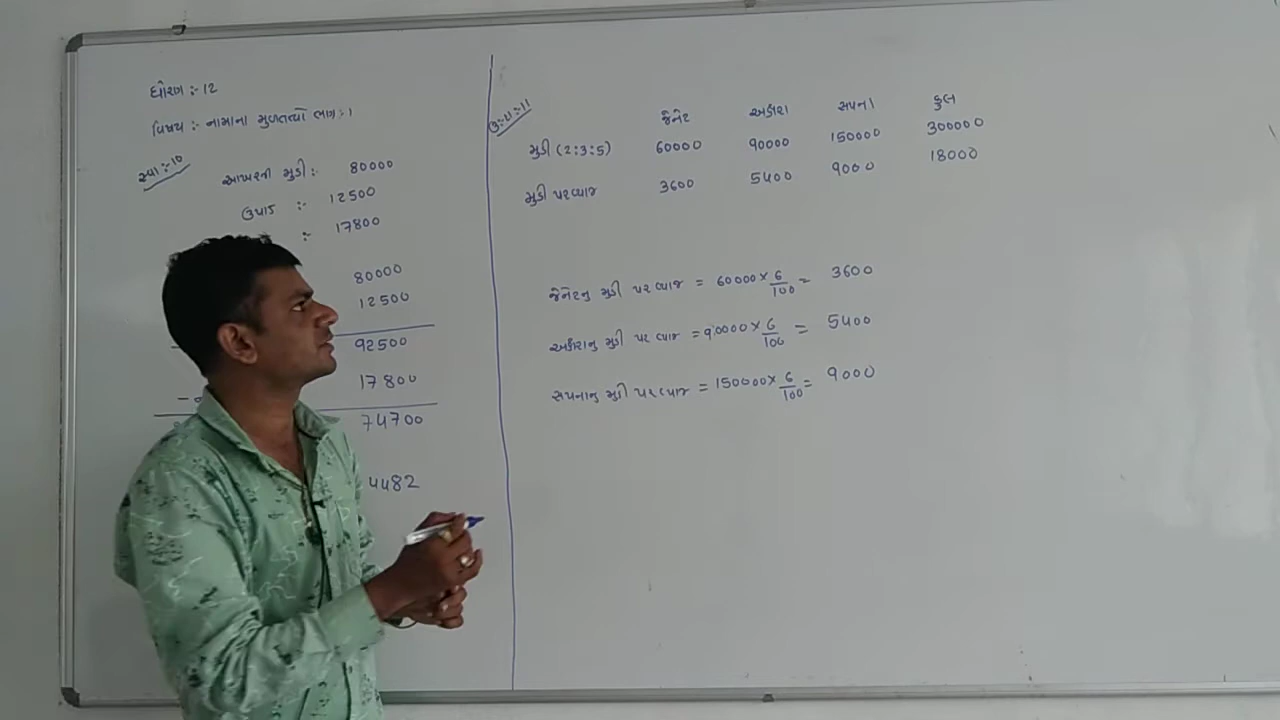 ધોરણ :- 12
વિષય :- નામાના મુળતત્વો ભાગ :- 1
સ્વા :- 10
આખરની મુડી :- 80000
ઉપાડ :- 12500
:- 17800
80000
12500
92500
- 17800
74700
4482
ઉ.દા :- 11
જેનેટ અકીરા સપના કુલ
મુડી (2:3:5) 60000 90000 150000 300000
મુડી પર વ્યાજ 3600 5400 9000 18000
જેનેટનુ મુડી પર વ્યાજ = 60000 × 6/100 = 3600
અકીરાનુ મુડી પર વ્યાજ = 90000 × 6/100 = 5400
સપનાનુ મુડી પર વ્યાજ = 150000 × 6/100 = 9000